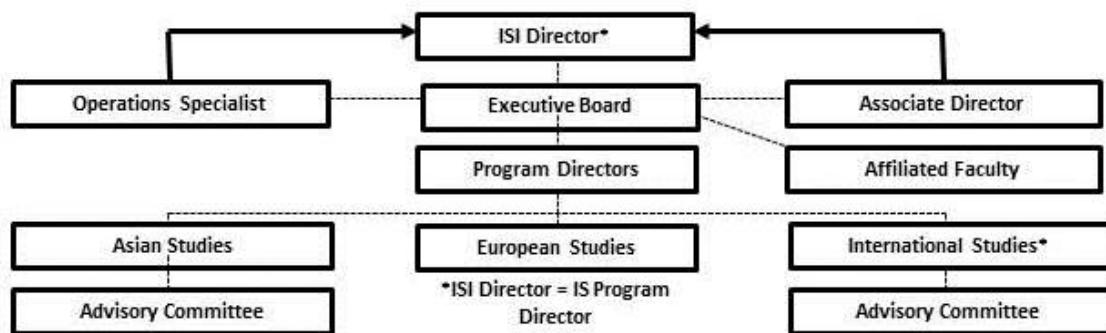 ISI Director*
Operations Specialist
Executive Board
Associate Director
Program Directors
Affiliated Faculty
Asian Studies
European Studies
International Studies*
*ISI Director = IS Program
Director
Advisory Committee
Advisory Committee